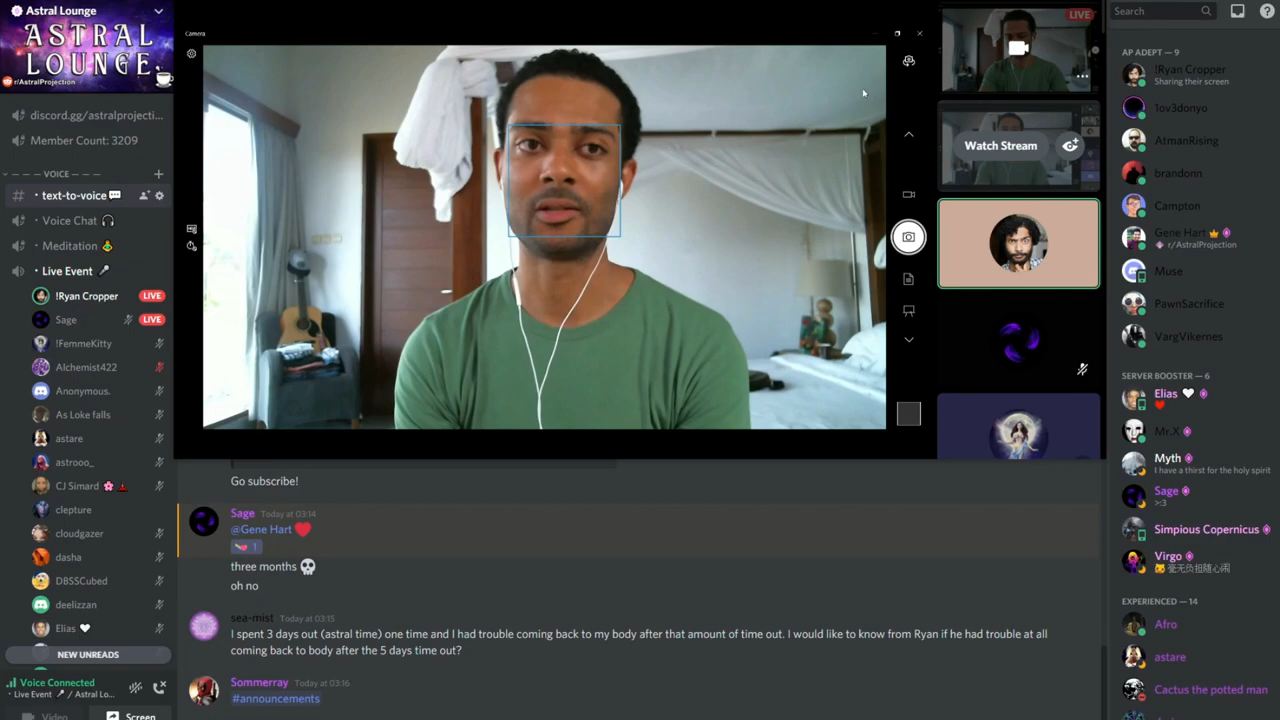 Astral Lounge
ASTRAL
LOUNGE
r/AstralProjection
discord.gg/astralprojecti...
Member Count: 3209
VOICE
text-to-voice
Voice Chat
Meditation
Live Event
!Ryan Cropper LIVE
Sage LIVE
!FemmeKitty
Alchemist422
Anonymous.
As Loke falls
astare
astrooo_
CJ Simard
clepture
cloudgazer
dasha
DBSSCubed
deelizzan
Elias
NEW UNREADS
Voice Connected
Live Event / Astral Lo...
Video Screen
Camera
Go subscribe!
Sage Today at 03:14
@Gene Hart
1
three months
oh no
sea-mist Today at 03:15
I spent 3 days out (astral time) one time and I had trouble coming back to my body after that amount of time out. I would like to know from Ryan if he had trouble at all
coming back to body after the 5 days time out?
Sommerray Today at 03:16
#announcements
LIVE
Watch Stream
Search
AP ADEPT — 9
!Ryan Cropper
Sharing their screen
1ov3donyo
AtmanRising
brandonn
Campton
Gene Hart
r/AstralProjection
Muse
PawnSacrifice
VargVikernes
SERVER BOOSTER — 6
Elias
Mr.X
Myth
I have a thirst for the holy spirit
Sage
>:3
Simpious Copernicus
Virgo
EXPERIENCED — 14
Afro
astare
Cactus the potted man